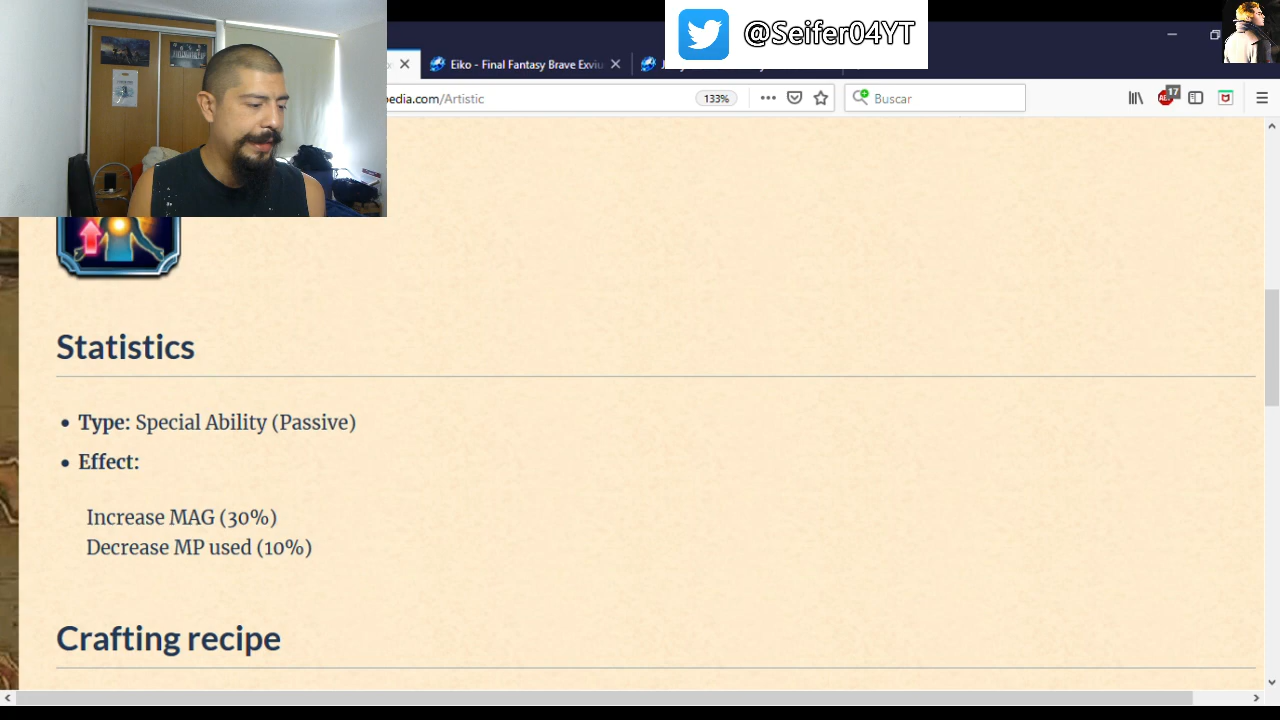 @Seifer04YT
Eiko - Final Fantasy Brave Exviu
pedia.com/Artistic
133%
Buscar
17
Statistics
• Type: Special Ability (Passive)
• Effect:
Increase MAG (30%)
Decrease MP used (10%)
Crafting recipe